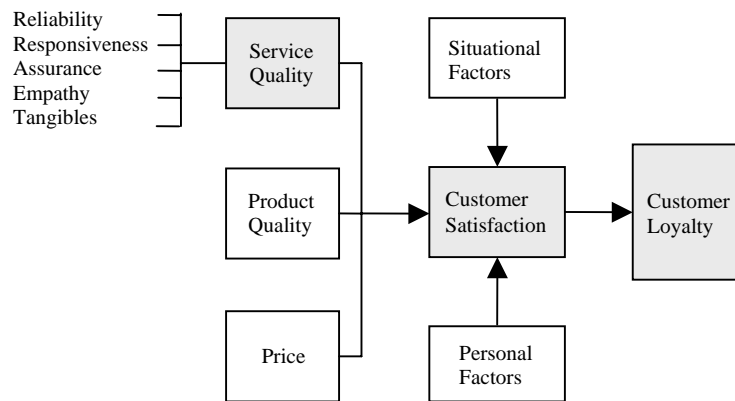 Reliability
Responsiveness
Assurance
Empathy
Tangibles
Service
Quality
Situational
Factors
Product
Quality
Customer
Satisfaction
Customer
Loyalty
Price
Personal
Factors